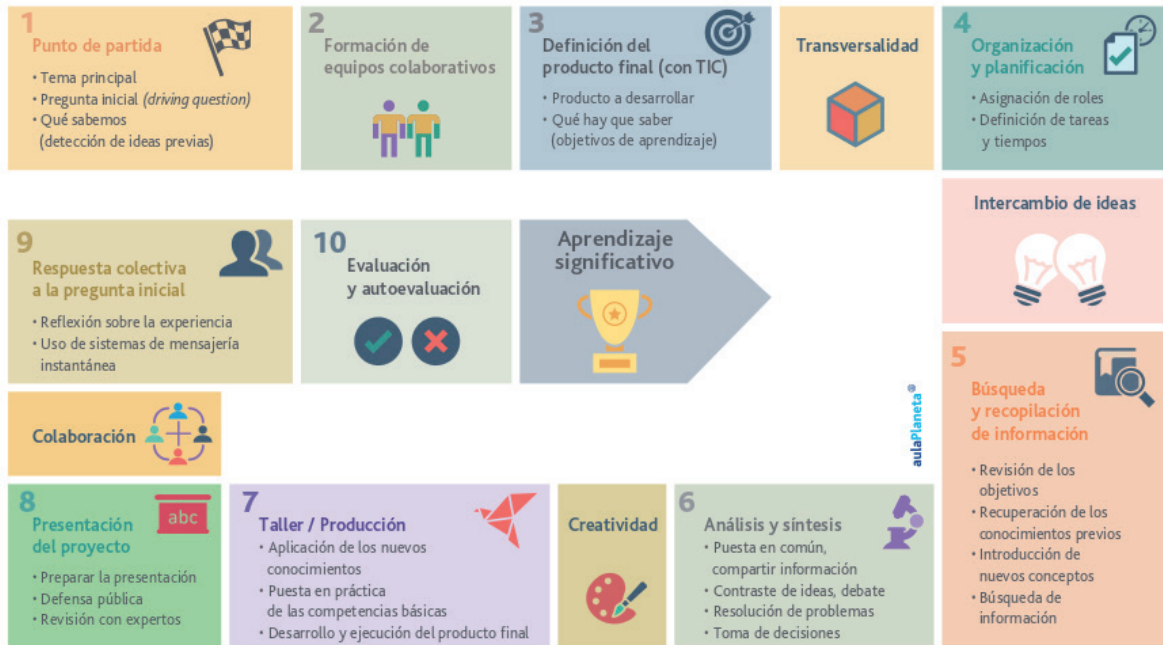 1
Punto de partida
• Tema principal
• Pregunta inicial (driving question)
• Qué sabemos
(detección de ideas previas)
2
Formación de
equipos colaborativos
3
Definición del
producto final (con TIC)
• Producto a desarrollar
• Qué hay que saber
(objetivos de aprendizaje)
Transversalidad
4
Organización
y planificación
• Asignación de roles
• Definición de tareas
y tiempos
Intercambio de ideas
5
Búsqueda
y recopilación
de información
• Revisión de los
objetivos
• Recuperación de los
conocimientos previos
• Introducción de
nuevos conceptos
• Búsqueda de
información
6
Análisis y síntesis
• Puesta en común,
compartir información
• Contraste de ideas, debate
• Resolución de problemas
• Toma de decisiones
Creatividad
7
Taller / Producción
• Aplicación de los nuevos
conocimientos
• Puesta en práctica
de las competencias básicas
• Desarrollo y ejecución del producto final
8
abc
Presentación
del proyecto
• Preparar la presentación
• Defensa pública
• Revisión con expertos
Colaboración
9
Respuesta colectiva
a la pregunta inicial
• Reflexión sobre la experiencia
• Uso de sistemas de mensajería
instantánea
10
Evaluación
y autoevaluación
Aprendizaje
significativo
aulaPlaneta®